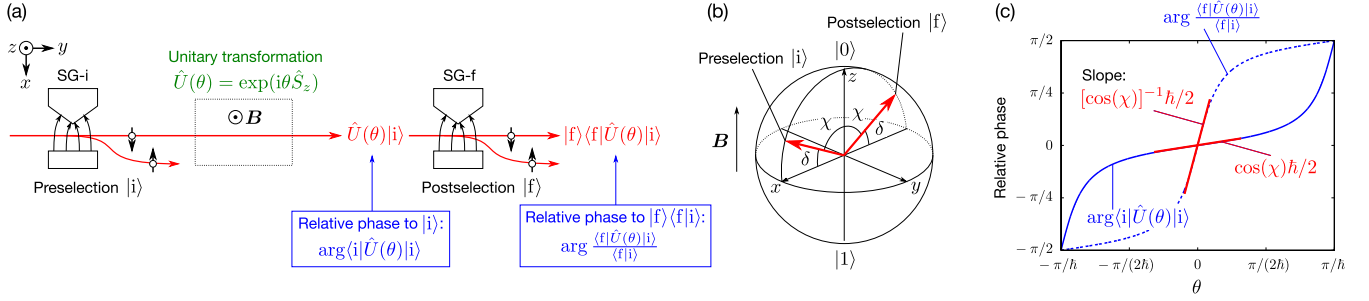 (a)
z
y
x
SG-i
Preselection |i⟩
Unitary transformation
Û(θ) = exp(iθŜ_z)
⊙B
Û(θ)|i⟩
SG-f
Postselection |f⟩
|f⟩⟨f|Û(θ)|i⟩
Relative phase to |i⟩:
arg⟨i|Û(θ)|i⟩
Relative phase to |f⟩⟨f|i⟩:
arg ⟨f|Û(θ)|i⟩/⟨f|i⟩
(b)
Postselection |f⟩
Preselection |i⟩
|0⟩
z
B
χ χ
δ δ
x
y
|1⟩
(c)
arg ⟨f|Û(θ)|i⟩/⟨f|i⟩
π/2
π/4
0
−π/4
−π/2
Relative phase
Slope:
[cos(χ)]⁻¹ħ/2
cos(χ)ħ/2
arg⟨i|Û(θ)|i⟩
−π/ħ −π/(2ħ) 0 π/(2ħ) π/ħ
θ